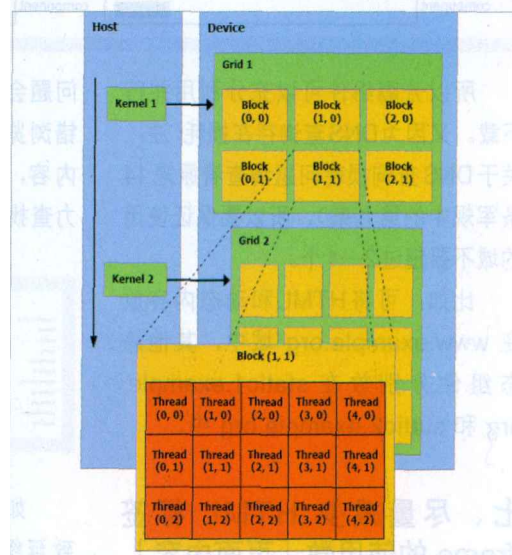 Host
Device
Grid 1
Kernel 1
Block
(0, 0)
Block
(1, 0)
Block
(2, 0)
Block
(0, 1)
Block
(1, 1)
Block
(2, 1)
Grid 2
Kernel 2
Block (1, 1)
Thread
(0, 0)
Thread
(1, 0)
Thread
(2, 0)
Thread
(3, 0)
Thread
(4, 0)
Thread
(0, 1)
Thread
(1, 1)
Thread
(2, 1)
Thread
(3, 1)
Thread
(4, 1)
Thread
(0, 2)
Thread
(1, 2)
Thread
(2, 2)
Thread
(3, 2)
Thread
(4, 2)